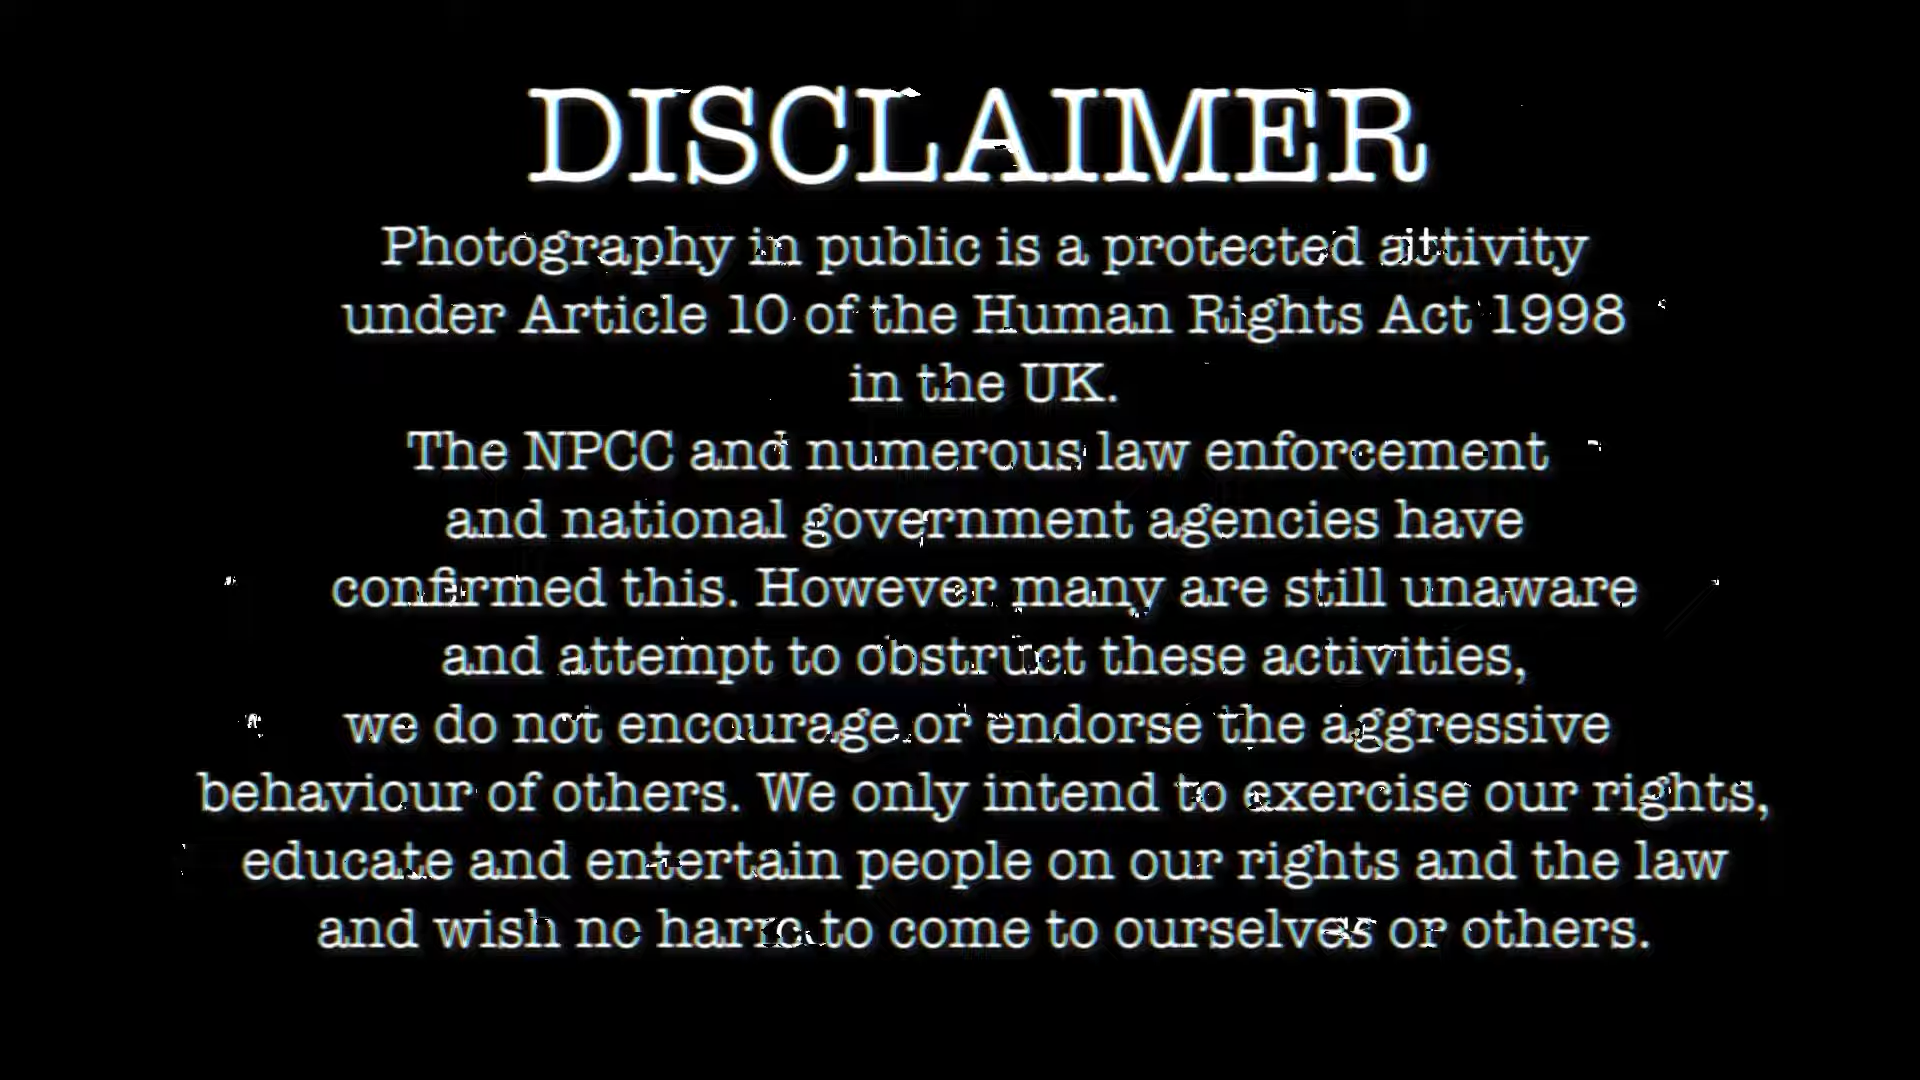 DISCLAIMER
Photography in public is a protected activity
under Article 10 of the Human Rights Act 1998
in the UK.
The NPCC and numerous law enforcement
and national government agencies have
confirmed this. However many are still unaware
and attempt to obstruct these activities,
we do not encourage or endorse the aggressive
behaviour of others. We only intend to exercise our rights,
educate and entertain people on our rights and the law
and wish no harm to come to ourselves or others.